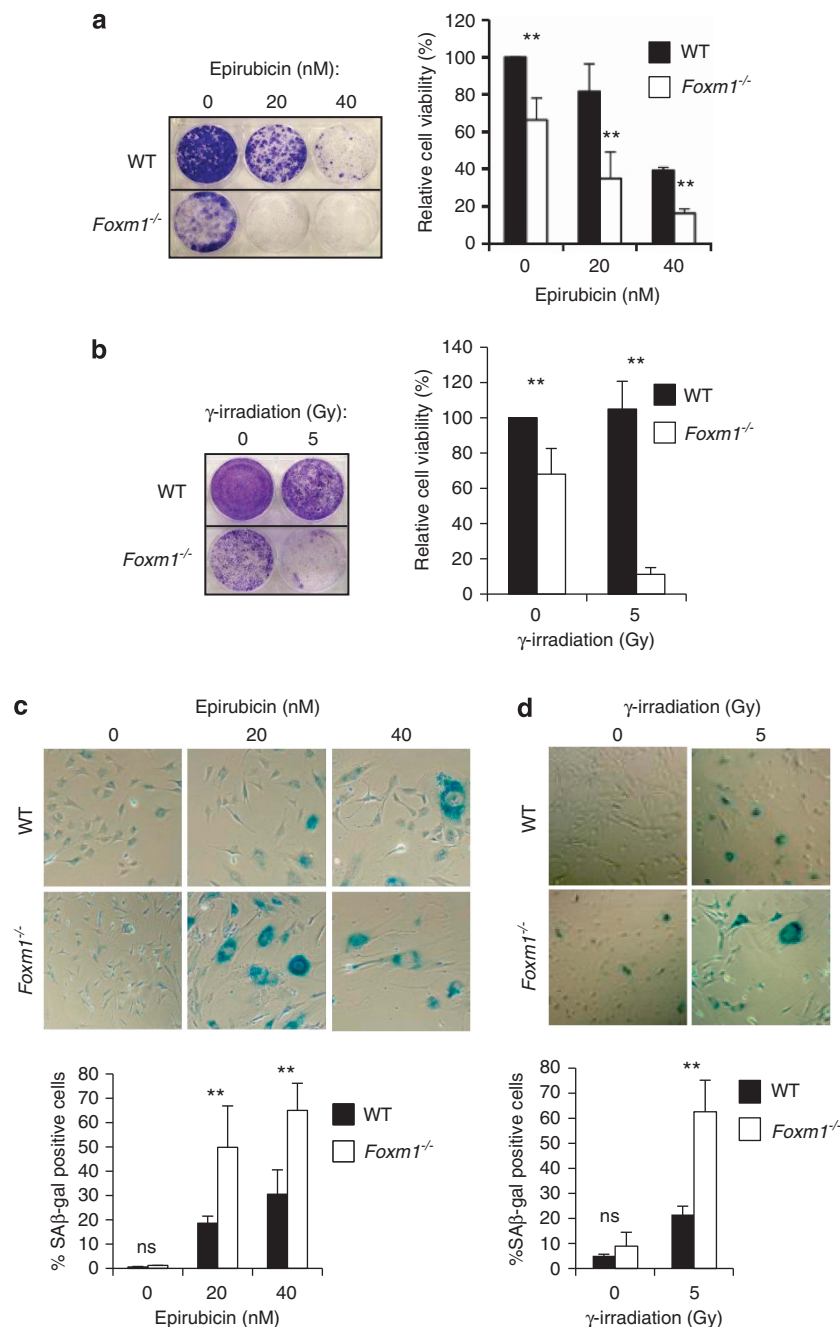 a
Epirubicin (nM):
0 20 40
WT
Foxm1-/-
Relative cell viability (%)
120
100
80
60
40
20
0
**
**
**
WT
Foxm1-/-
0 20 40
Epirubicin (nM)
b
γ-irradiation (Gy):
0 5
WT
Foxm1-/-
Relative cell viability (%)
140
120
100
80
60
40
20
0
**
**
WT
Foxm1-/-
0 5
γ-irradiation (Gy)
c
Epirubicin (nM)
0 20 40
WT
Foxm1-/-
% SAβ-gal positive cells
80
70
60
50
40
30
20
10
0
ns
**
**
WT
Foxm1-/-
0 20 40
Epirubicin (nM)
d
γ-irradiation (Gy)
0 5
WT
Foxm1-/-
%SAβ-gal positive cells
80
70
60
50
40
30
20
10
0
ns
**
WT
Foxm1-/-
0 5
γ-irradiation (Gy)